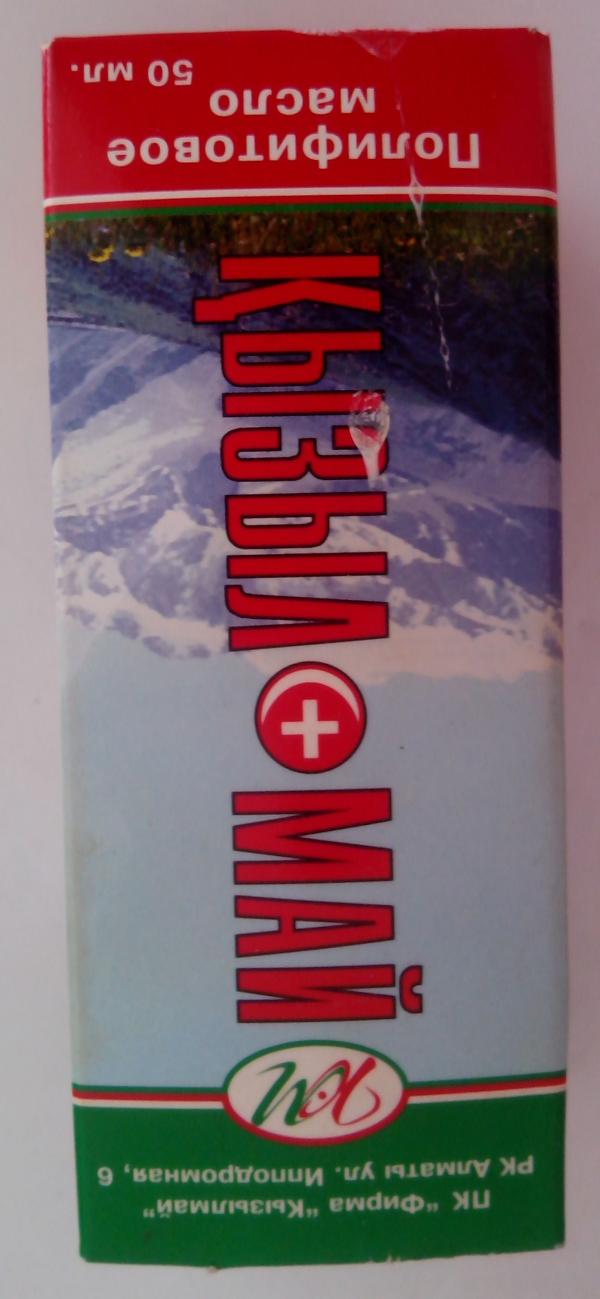 ПК "Фирма "Кызылмай"
РК Алматы ул. Ипподромная, 6
ҚЫЗЫЛ МАЙ
Полифитовое
масло
50 мл.